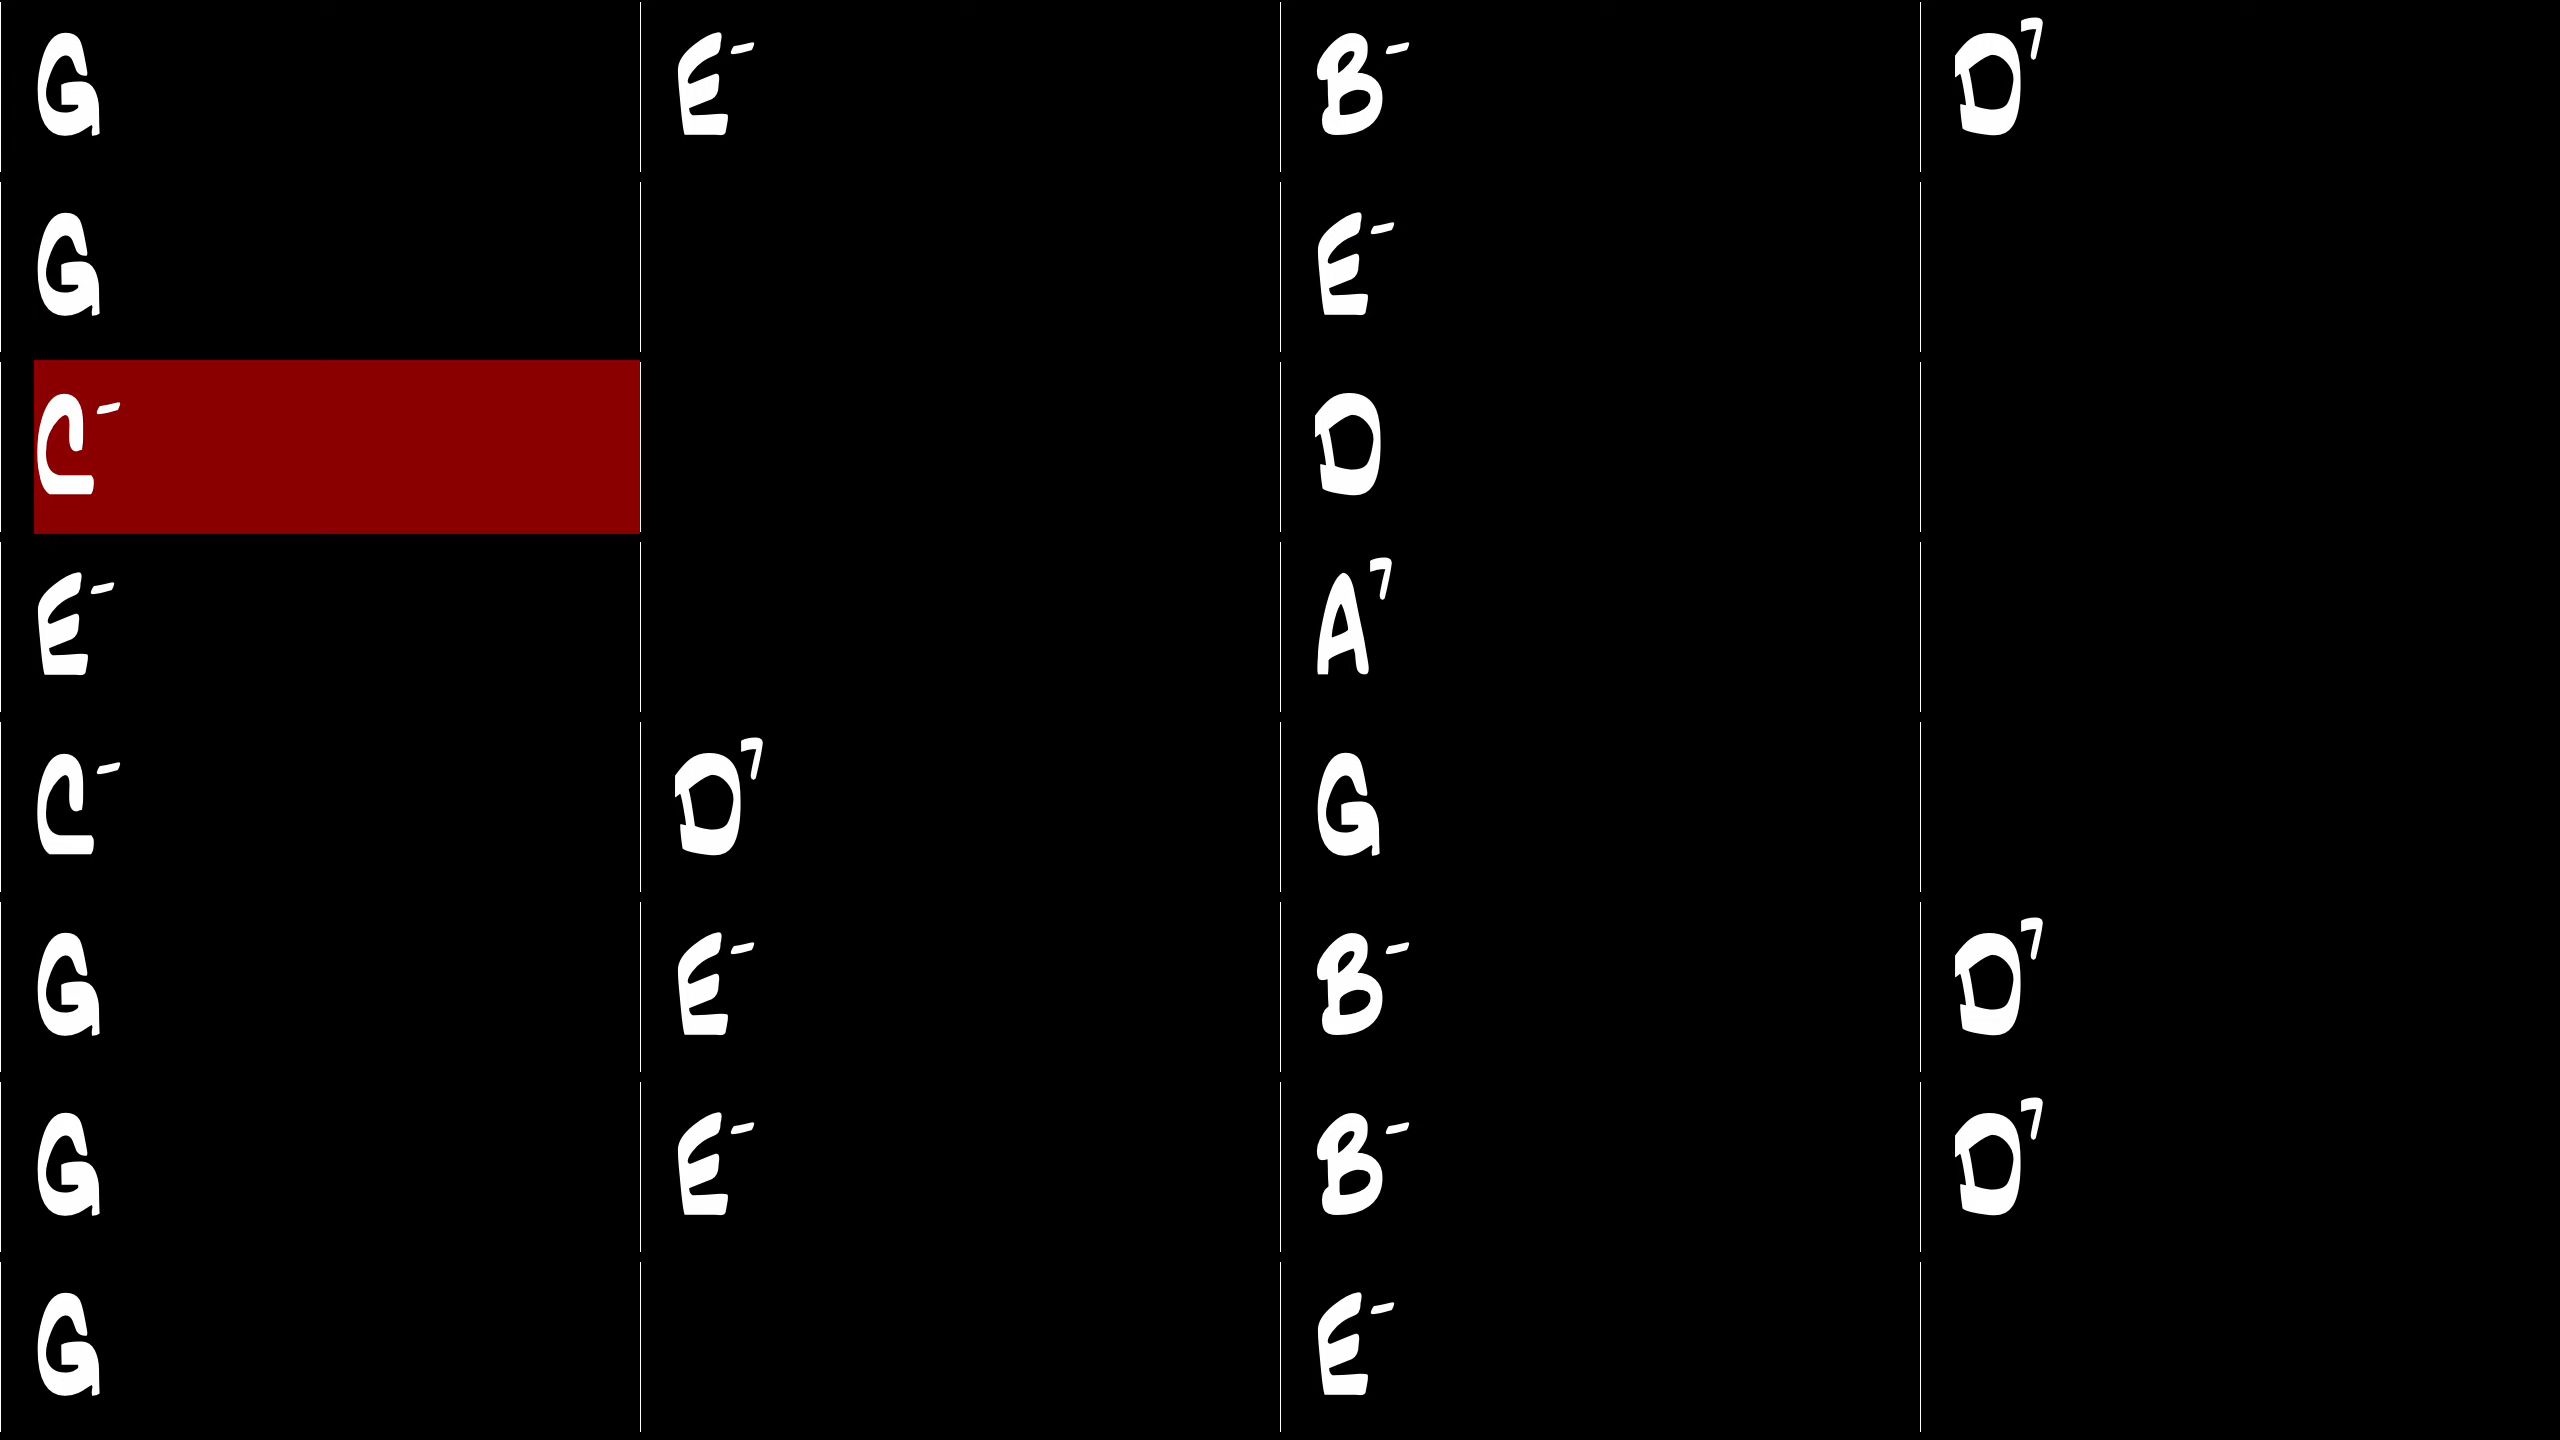 G E- B- D7
G E-
C- D
E- A7
C- D7 G
G E- B- D7
G E- B- D7
G E-